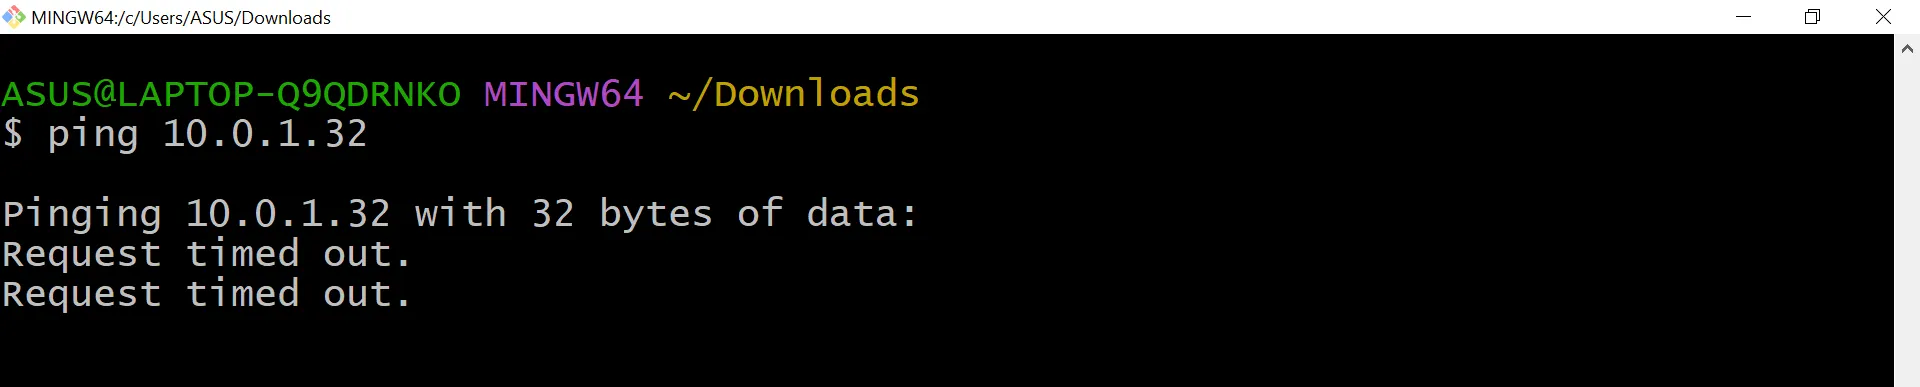 MINGW64:/c/Users/ASUS/Downloads
ASUS@LAPTOP-Q9QDRNKO MINGW64 ~/Downloads
$ ping 10.0.1.32
Pinging 10.0.1.32 with 32 bytes of data:
Request timed out.
Request timed out.